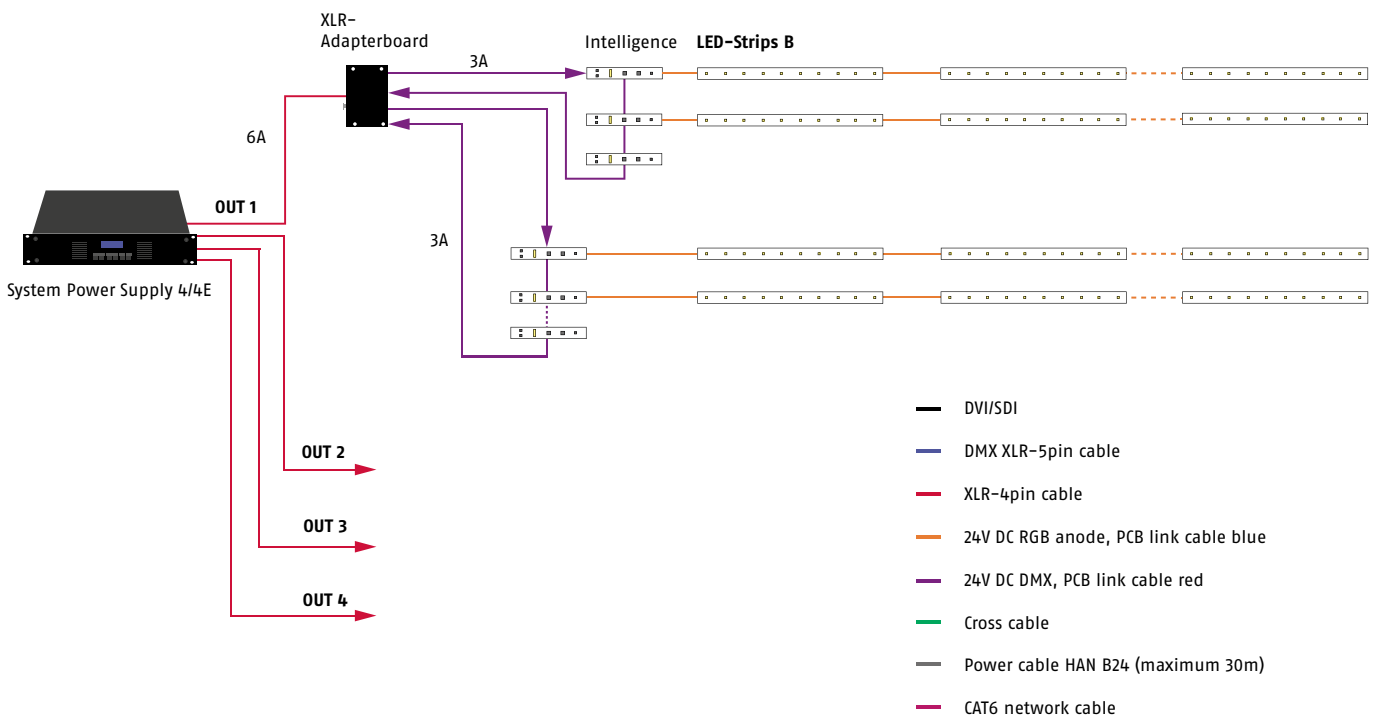 XLR-
Adapterboard
3A
Intelligence
LED-Strips B
6A
OUT 1
3A
System Power Supply 4/4E
OUT 2
OUT 3
OUT 4
DVI/SDI
DMX XLR-5pin cable
XLR-4pin cable
24V DC RGB anode, PCB link cable blue
24V DC DMX, PCB link cable red
Cross cable
Power cable HAN B24 (maximum 30m)
CAT6 network cable